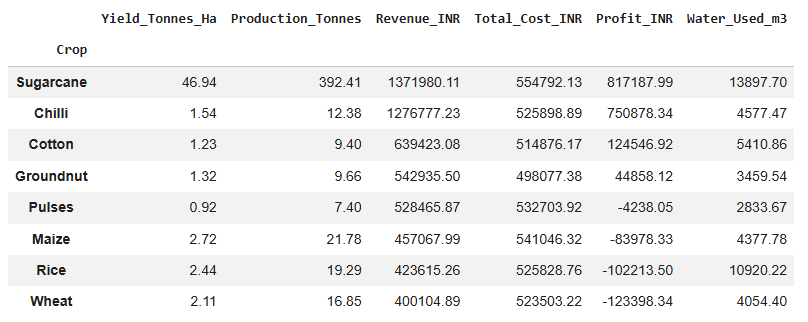 Yield_Tonnes_Ha Production_Tonnes Revenue_INR Total_Cost_INR Profit_INR Water_Used_m3
Crop
Sugarcane 46.94 392.41 1371980.11 554792.13 817187.99 13897.70
Chilli 1.54 12.38 1276777.23 525898.89 750878.34 4577.47
Cotton 1.23 9.40 639423.08 514876.17 124546.92 5410.86
Groundnut 1.32 9.66 542935.50 498077.38 44858.12 3459.54
Pulses 0.92 7.40 528465.87 532703.92 -4238.05 2833.67
Maize 2.72 21.78 457067.99 541046.32 -83978.33 4377.78
Rice 2.44 19.29 423615.26 525828.76 -102213.50 10920.22
Wheat 2.11 16.85 400104.89 523503.22 -123398.34 4054.40